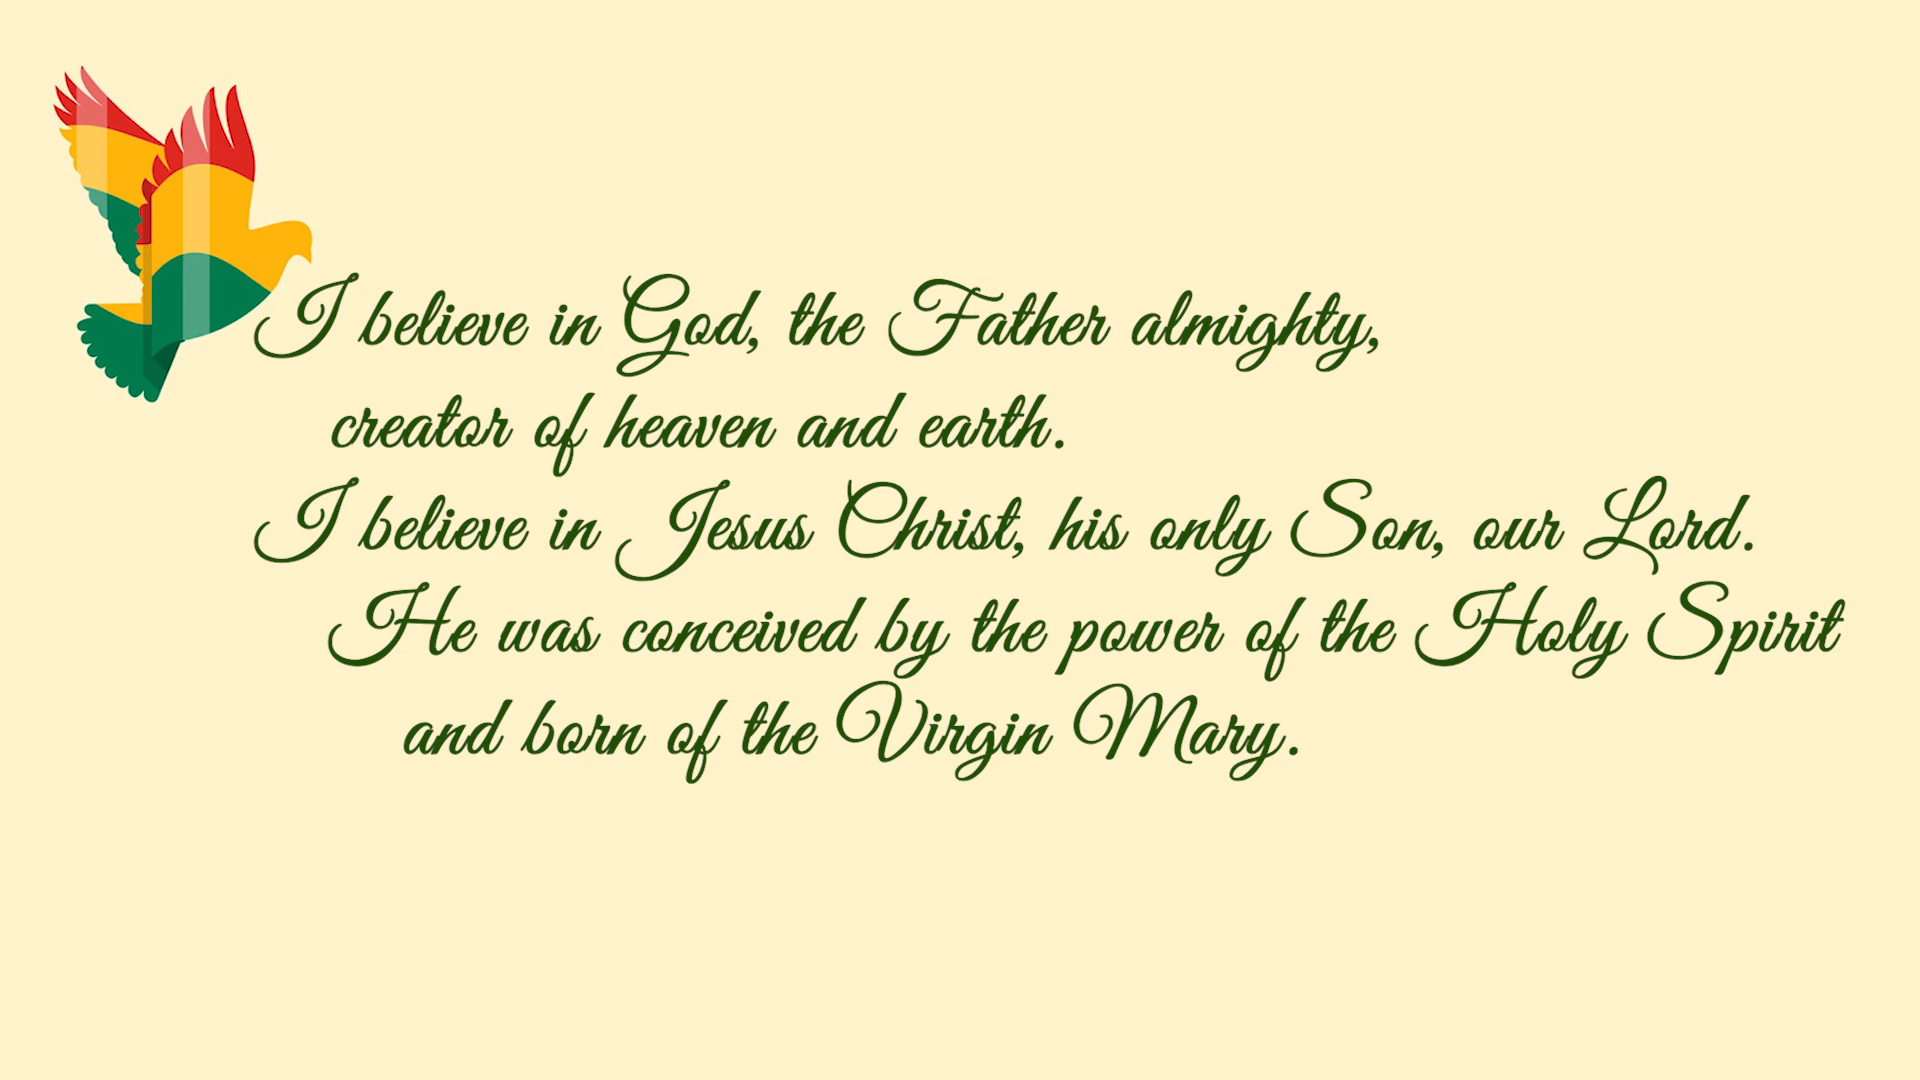 I believe in God, the Father almighty,
creator of heaven and earth.
I believe in Jesus Christ, his only Son, our Lord.
He was conceived by the power of the Holy Spirit
and born of the Virgin Mary.